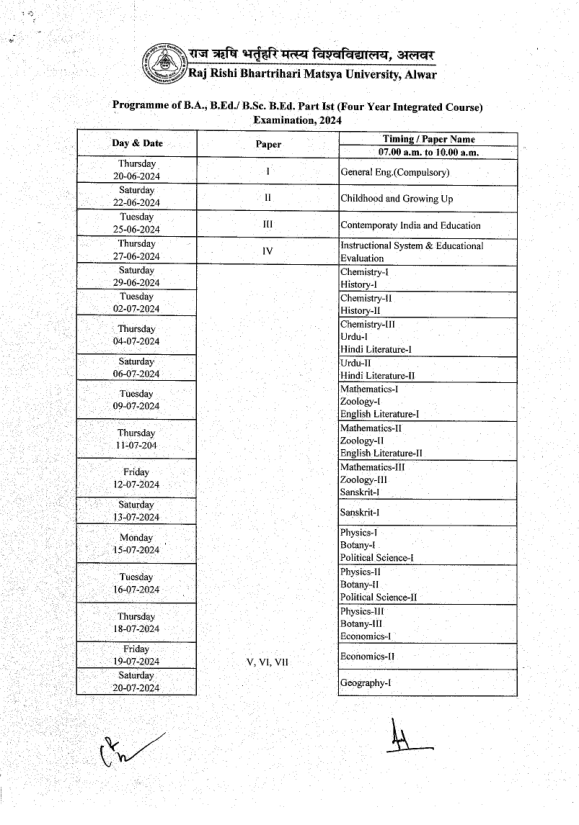 राज ऋषि भर्तृहरि मत्स्य विश्वविद्यालय, अलवर
Raj Rishi Bhartrihari Matsya University, Alwar
Programme of B.A., B.Ed./ B.Sc. B.Ed. Part Ist (Four Year Integrated Course)
Examination, 2024
Day & Date
Paper
Timing / Paper Name
07.00 a.m. to 10.00 a.m.
Thursday
20-06-2024
I
General Eng.(Compulsory)
Saturday
22-06-2024
II
Childhood and Growing Up
Tuesday
25-06-2024
III
Contemporaty India and Education
Thursday
27-06-2024
IV
Instructional System & Educational
Evaluation
Saturday
29-06-2024
Chemistry-I
History-I
Tuesday
02-07-2024
Chemistry-II
History-II
Thursday
04-07-2024
Chemistry-III
Urdu-I
Hindi Literature-I
Saturday
06-07-2024
Urdu-II
Hindi Literature-II
Tuesday
09-07-2024
Mathematics-I
Zoology-I
English Literature-I
Thursday
11-07-204
Mathematics-II
Zoology-II
English Literature-II
Friday
12-07-2024
Mathematics-III
Zoology-III
Sanskrit-I
Saturday
13-07-2024
Sanskrit-I
Monday
15-07-2024
Physics-I
Botany-I
Political Science-I
Tuesday
16-07-2024
Physics-II
Botany-II
Political Science-II
Thursday
18-07-2024
Physics-III
Botany-III
Economics-I
Friday
19-07-2024
V, VI, VII
Economics-II
Saturday
20-07-2024
Geography-I